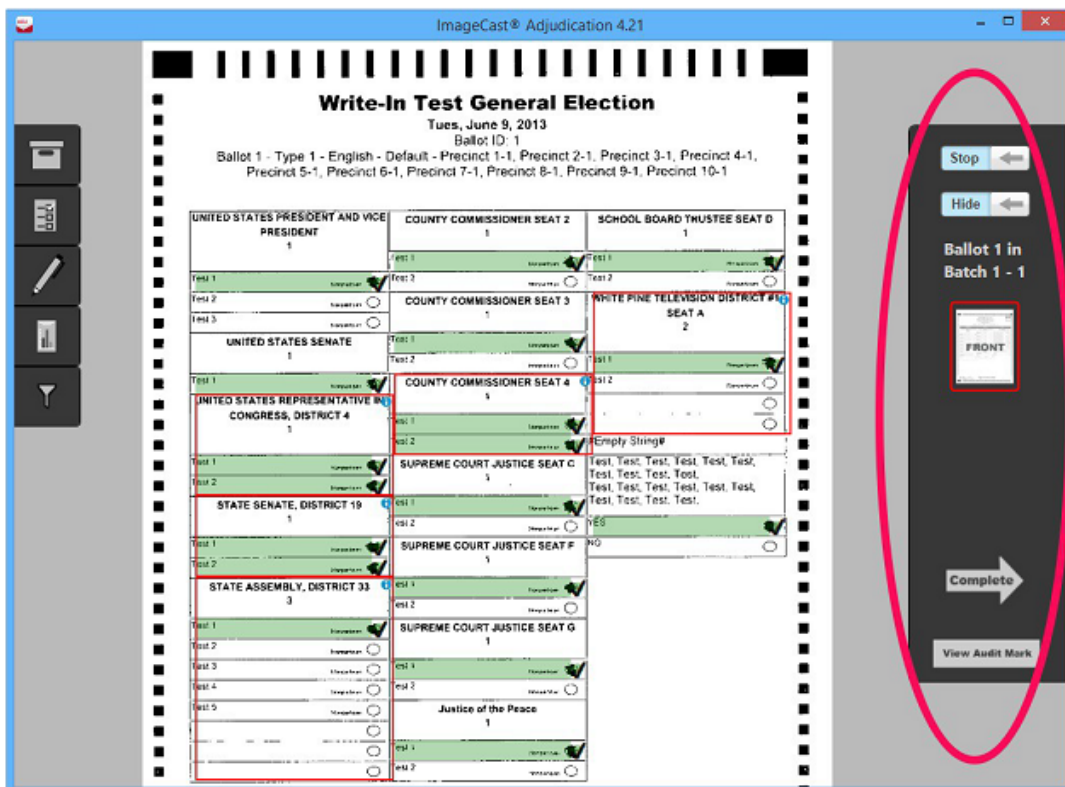 ImageCast® Adjudication 4.21
Write-In Test General Election
Tues, June 9, 2013
Ballot ID: 1
Ballot 1 - Type 1 - English - Default - Precinct 1-1, Precinct 2-1, Precinct 3-1, Precinct 4-1,
Precinct 5-1, Precinct 6-1, Precinct 7-1, Precinct 8-1, Precinct 9-1, Precinct 10-1
UNITED STATES PRESIDENT AND VICE
PRESIDENT
1
Test 1
Test 2
Test 3
UNITED STATES SENATE
1
Test 1
UNITED STATES REPRESENTATIVE IN
CONGRESS, DISTRICT 4
1
Test 1
Test 2
STATE SENATE, DISTRICT 19
1
Test 1
Test 2
STATE ASSEMBLY, DISTRICT 33
3
Test 1
Test 2
Test 3
Test 4
Test 5
COUNTY COMMISSIONER SEAT 2
1
Test 1
Test 2
COUNTY COMMISSIONER SEAT 3
1
Test 1
Test 2
COUNTY COMMISSIONER SEAT 4
Test 1
Test 2
SUPREME COURT JUSTICE SEAT C
Test 1
Test 2
SUPREME COURT JUSTICE SEAT F
Test 1
Test 2
SUPREME COURT JUSTICE SEAT G
1
Test 1
Test 2
Justice of the Peace
1
Test 1
SCHOOL BOARD TRUSTEE SEAT D
1
Test 1
Test 2
WHITE PINE TELEVISION DISTRICT #1
SEAT A
2
Test 1
Test 2
#Empty String#
Test, Test, Test, Test, Test, Test,
Test, Test, Test, Test,
Test, Test, Test, Test, Test, Test,
Test, Test, Test, Test.
YES
NO
Stop
Hide
Ballot 1 in
Batch 1 - 1
FRONT
Complete
View Audit Mark